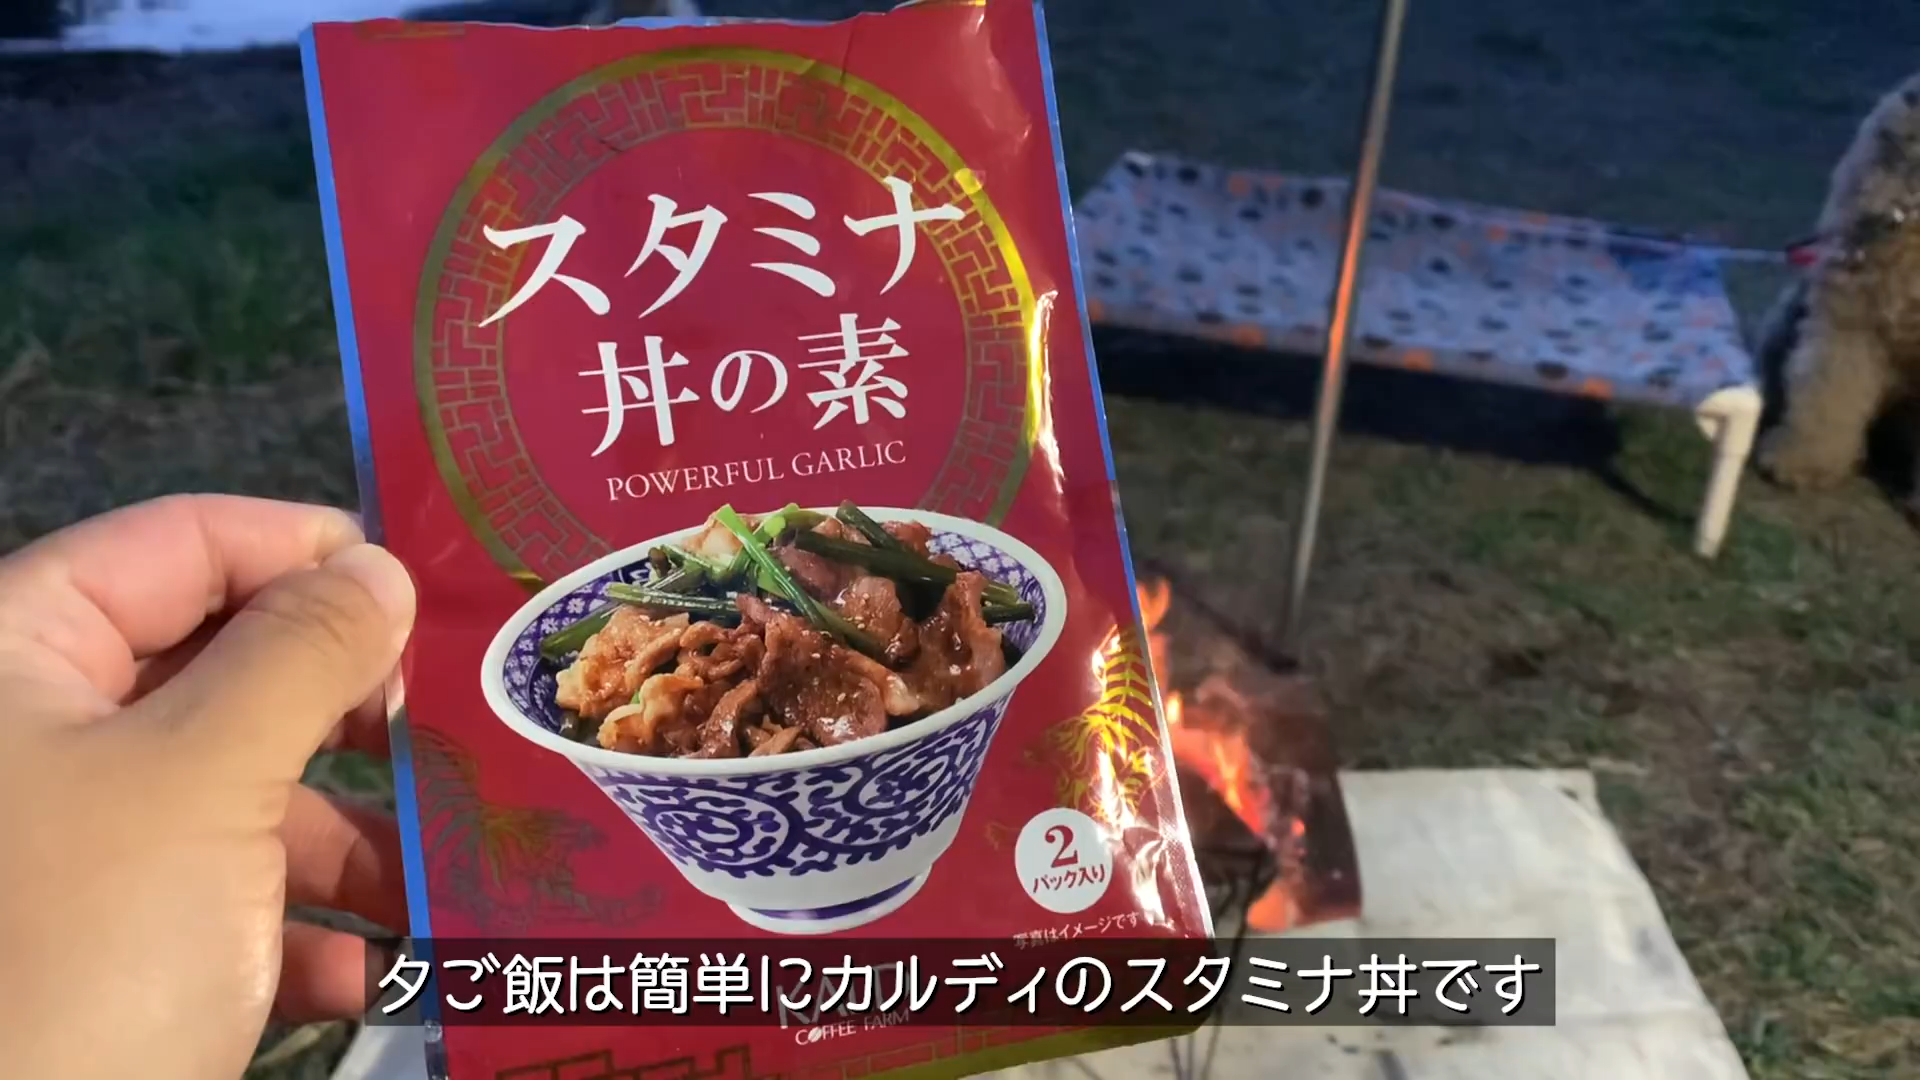 スタミナ
丼の素
POWERFUL GARLIC
2
パック入り
写真はイメージです
夕ご飯は簡単にカルディのスタミナ丼です
COFFEE FARM